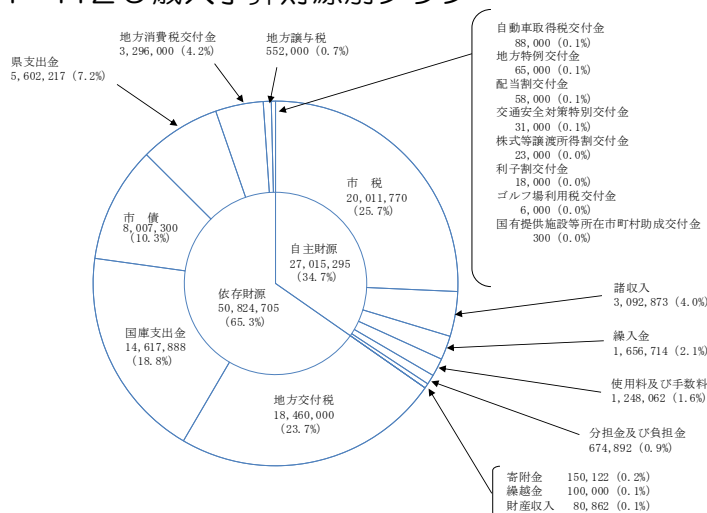 地方消費税交付金
3,296,000 (4.2%)
地方譲与税
552,000 (0.7%)
県支出金
5,602,217 (7.2%)
自動車取得税交付金
88,000 (0.1%)
地方特例交付金
65,000 (0.1%)
配当割交付金
58,000 (0.1%)
交通安全対策特別交付金
31,000 (0.1%)
株式等譲渡所得割交付金
23,000 (0.0%)
利子割交付金
18,000 (0.0%)
ゴルフ場利用税交付金
6,000 (0.0%)
国有提供施設等所在市町村助成交付金
300 (0.0%)
市 税
20,011,770
(25.7%)
市 債
8,007,300
(10.3%)
自主財源
27,015,295
(34.7%)
依存財源
50,824,705
(65.3%)
国庫支出金
14,617,888
(18.8%)
地方交付税
18,460,000
(23.7%)
諸収入
3,092,873 (4.0%)
繰入金
1,656,714 (2.1%)
使用料及び手数料
1,248,062 (1.6%)
分担金及び負担金
674,892 (0.9%)
寄附金 150,122 (0.2%)
繰越金 100,000 (0.1%)
財産収入 80,862 (0.1%)